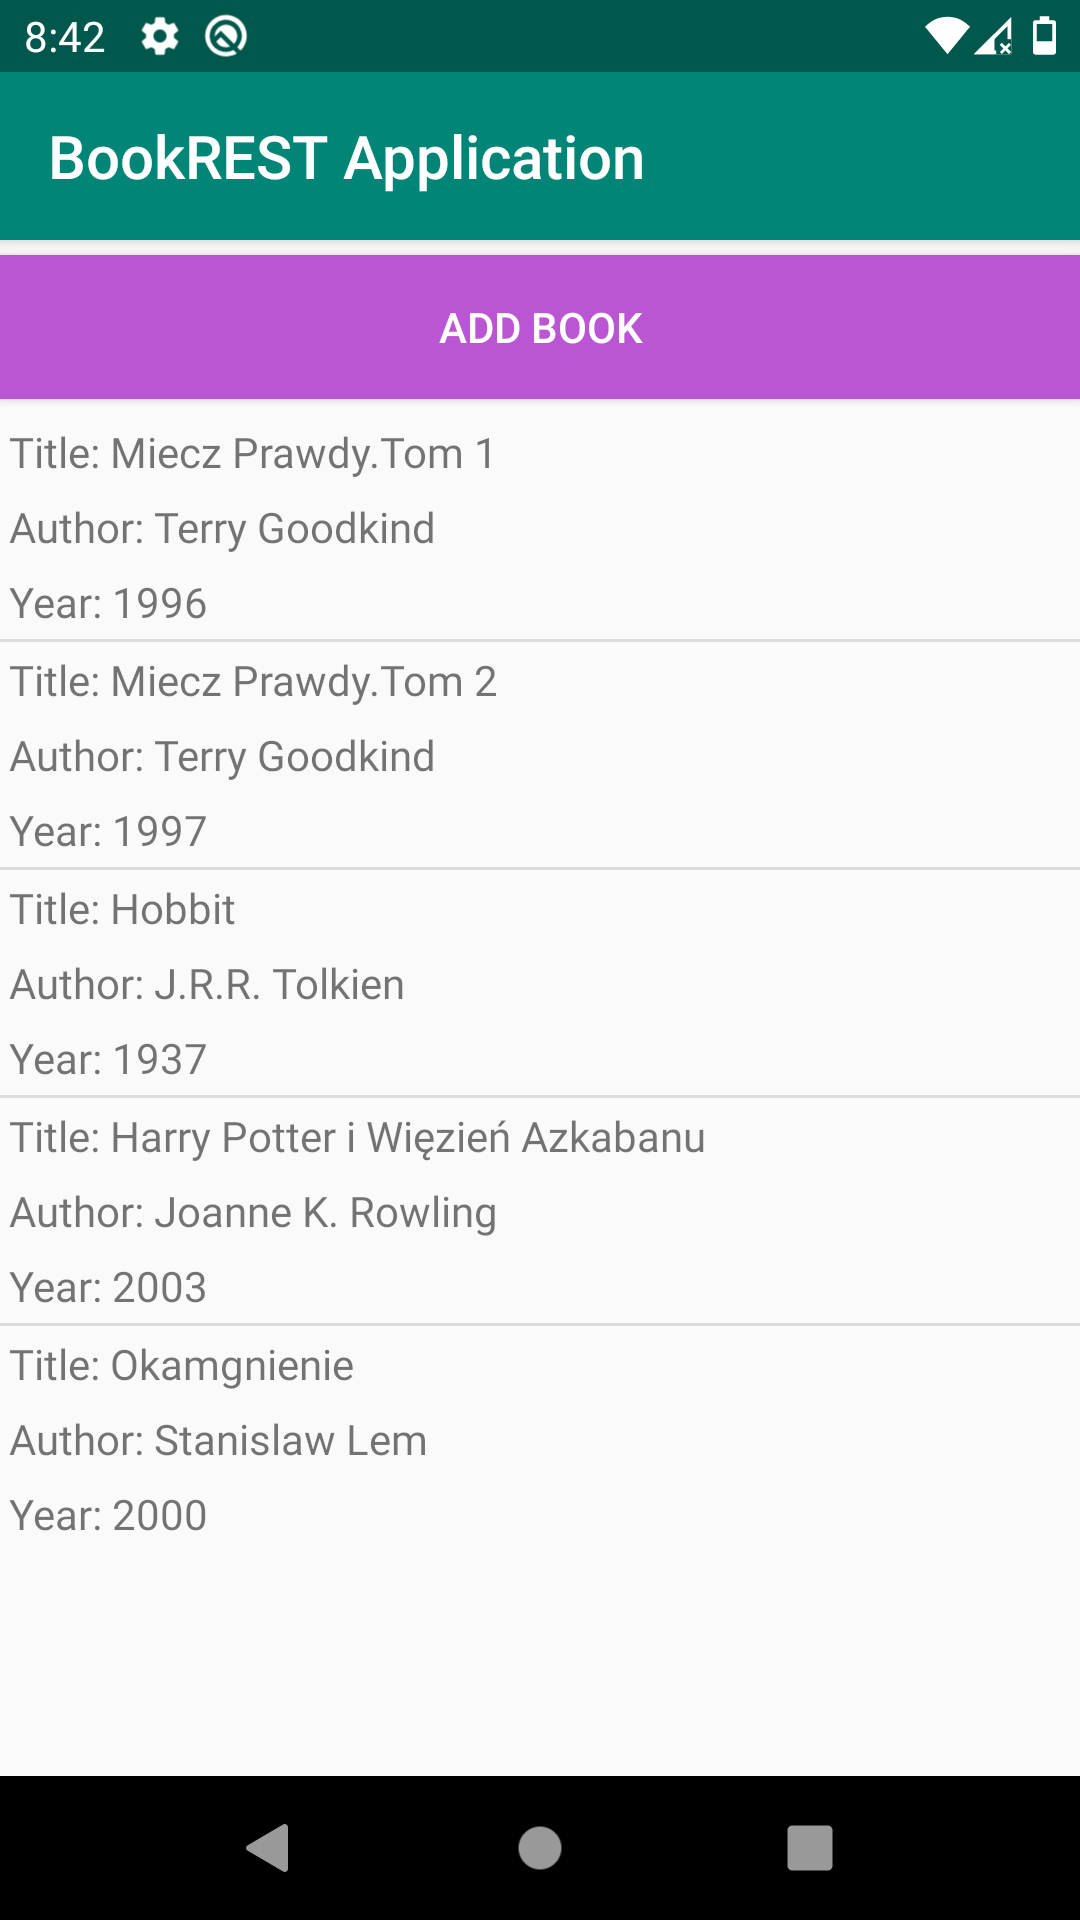 8:42
BookREST Application
ADD BOOK
Title: Miecz Prawdy.Tom 1
Author: Terry Goodkind
Year: 1996
Title: Miecz Prawdy.Tom 2
Author: Terry Goodkind
Year: 1997
Title: Hobbit
Author: J.R.R. Tolkien
Year: 1937
Title: Harry Potter i Więzień Azkabanu
Author: Joanne K. Rowling
Year: 2003
Title: Okamgnienie
Author: Stanislaw Lem
Year: 2000